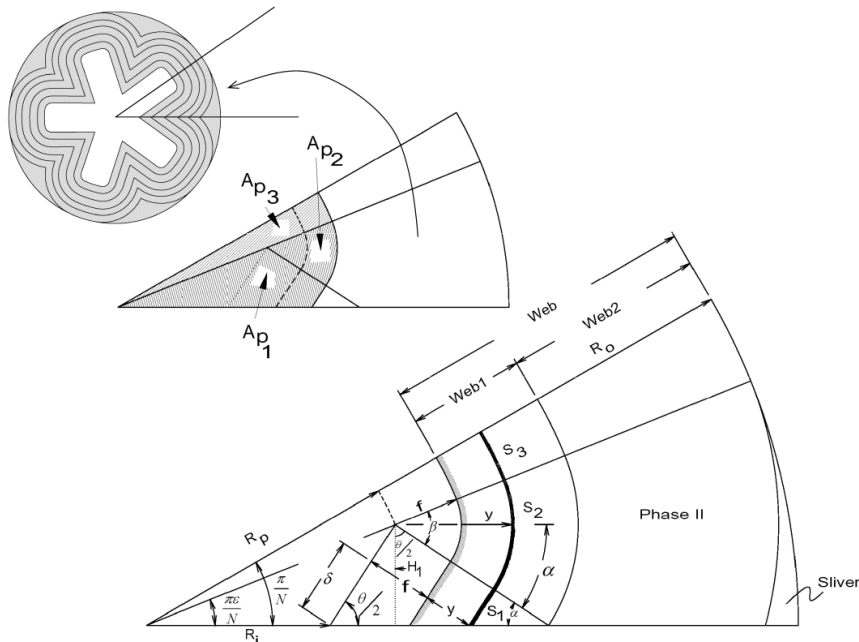 Ap2
Ap3
Ap1
Web
Web2
Ro
Web1
S3
f
S2
Phase II
y
Rp
β
θ/2
H1
δ
α
f
π/N
θ/2
y
S1
α
πε/N
Ri
Sliver